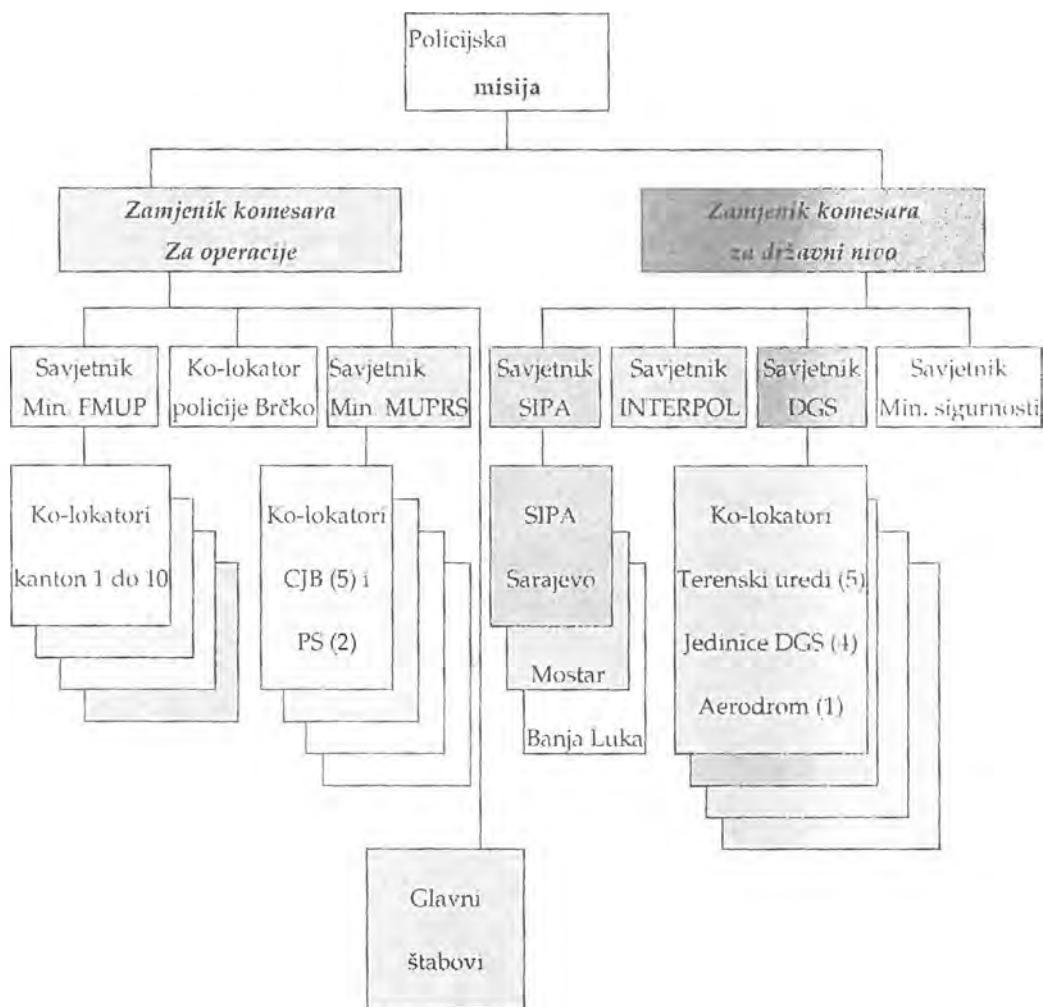 Policijska
misija
Zamjenik komesara
Za operacije
Zamjenik komesara
za državni nivo
Savjetnik
Min. FMUP
Ko-lokator
policije Brčko
Savjetnik
Min. MUPRS
Savjetnik
SIPA
Savjetnik
INTERPOL
Savjetnik
DGS
Savjetnik
Min. sigurnosti
Ko-lokatori
kanton 1 do 10
Ko-lokatori
CJB (5) i
PS (2)
SIPA
Sarajevo
Mostar
Banja Luka
Ko-lokatori
Terenski uredi (5)
Jedinice DGS (4)
Aerodrom (1)
Glavni
štabovi